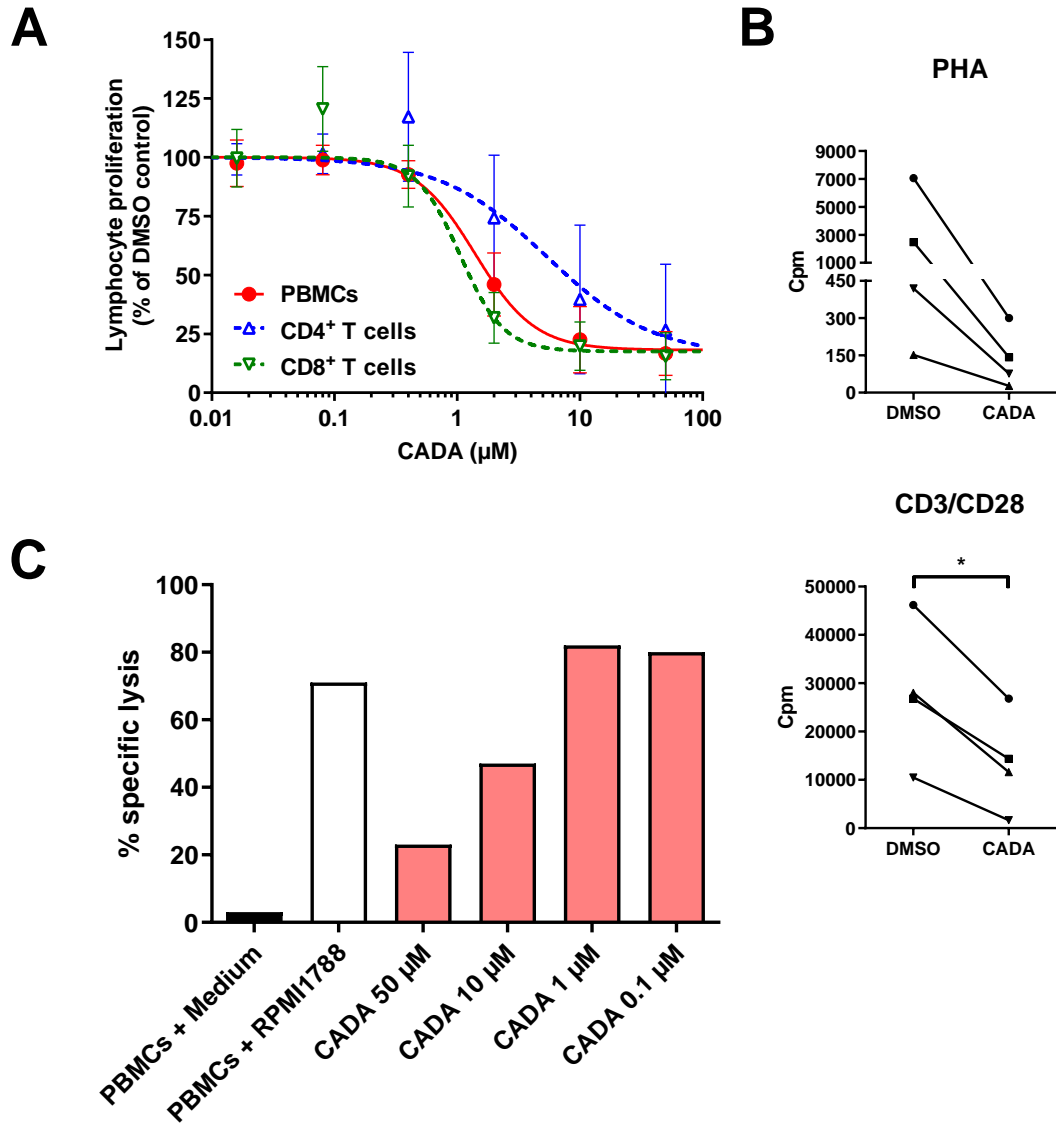 A
Lymphocyte proliferation
(% of DMSO control)
150
125
100
75
50
25
0
PBMCs
CD4+ T cells
CD8+ T cells
0.01
0.1
1
10
100
CADA (µM)
B
PHA
Cpm
9000
7000
5000
3000
1000
450
300
150
0
DMSO
CADA
CD3/CD28
*
Cpm
50000
40000
30000
20000
10000
0
DMSO
CADA
C
% specific lysis
100
80
60
40
20
0
PBMCs + Medium
PBMCs + RPMI1788
CADA 50 µM
CADA 10 µM
CADA 1 µM
CADA 0.1 µM